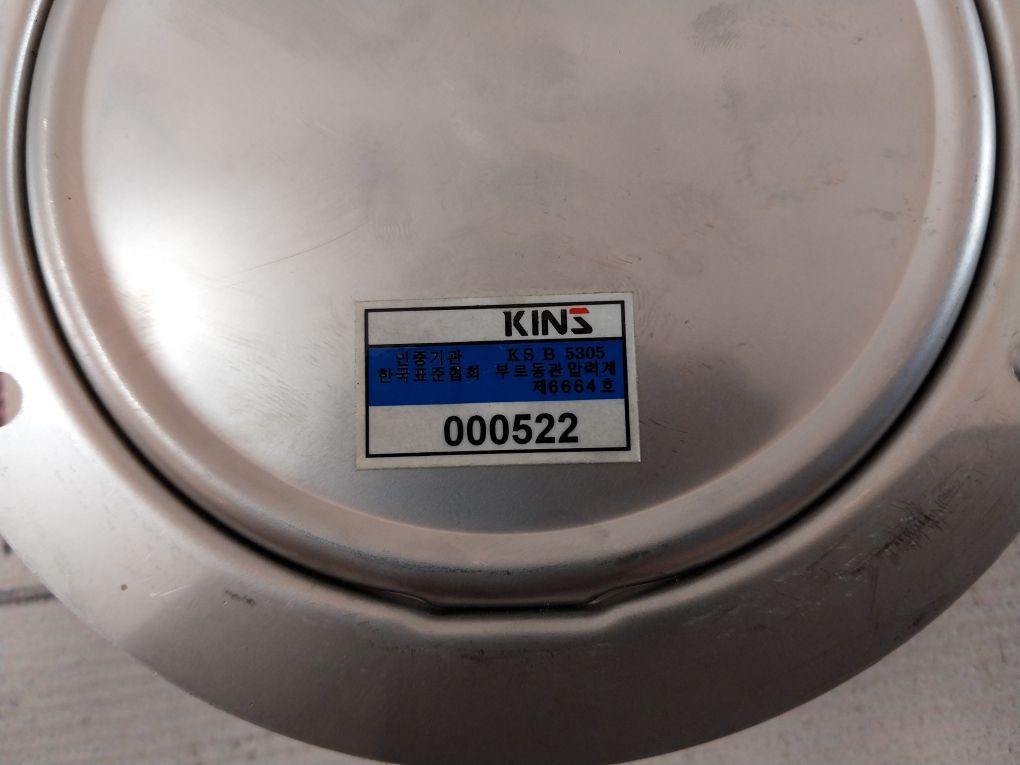 KINS
인증기관 KS B 5305
한국표준협회 부르동관압력계
제6664호
000522